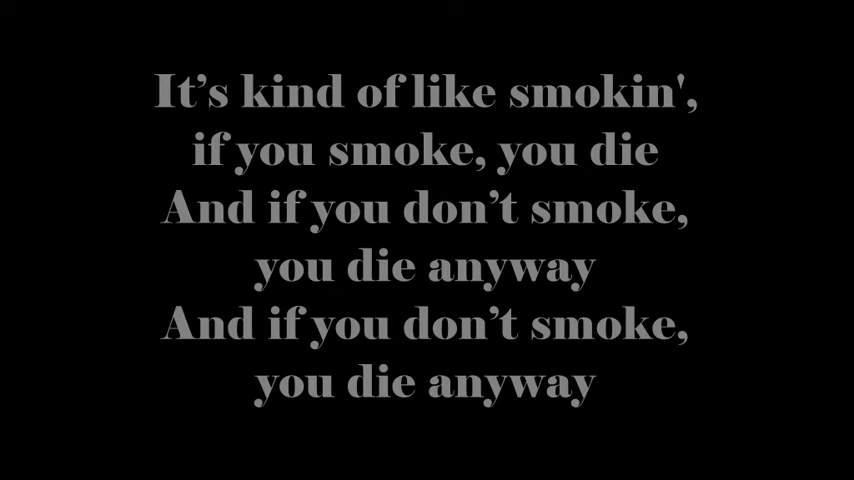 It’s kind of like smokin',
if you smoke, you die
And if you don’t smoke,
you die anyway
And if you don’t smoke,
you die anyway